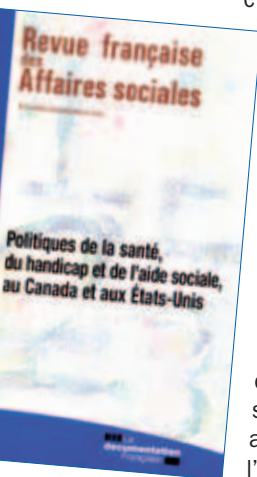 c
Revue française
des
Affaires sociales
Politiques de la santé,
du handicap et de l'aide sociale,
au Canada et aux États-Unis
La
documentation
Française
c
s
a
l'